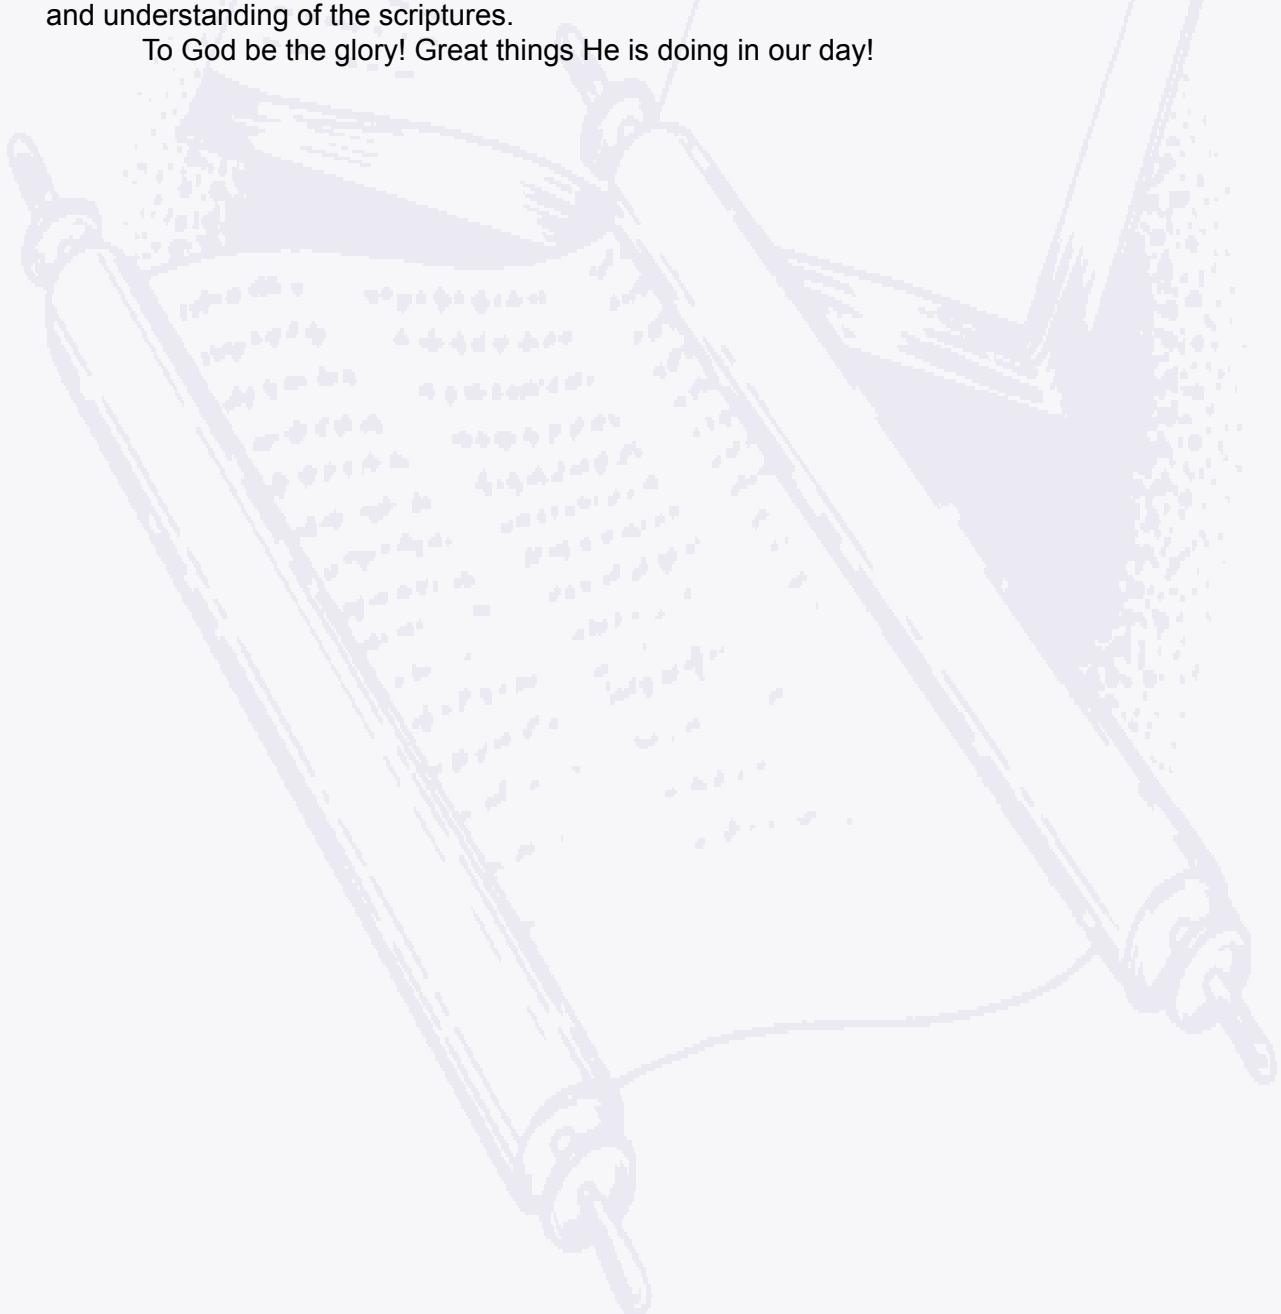 and understanding of the scriptures.
To God be the glory! Great things He is doing in our day!